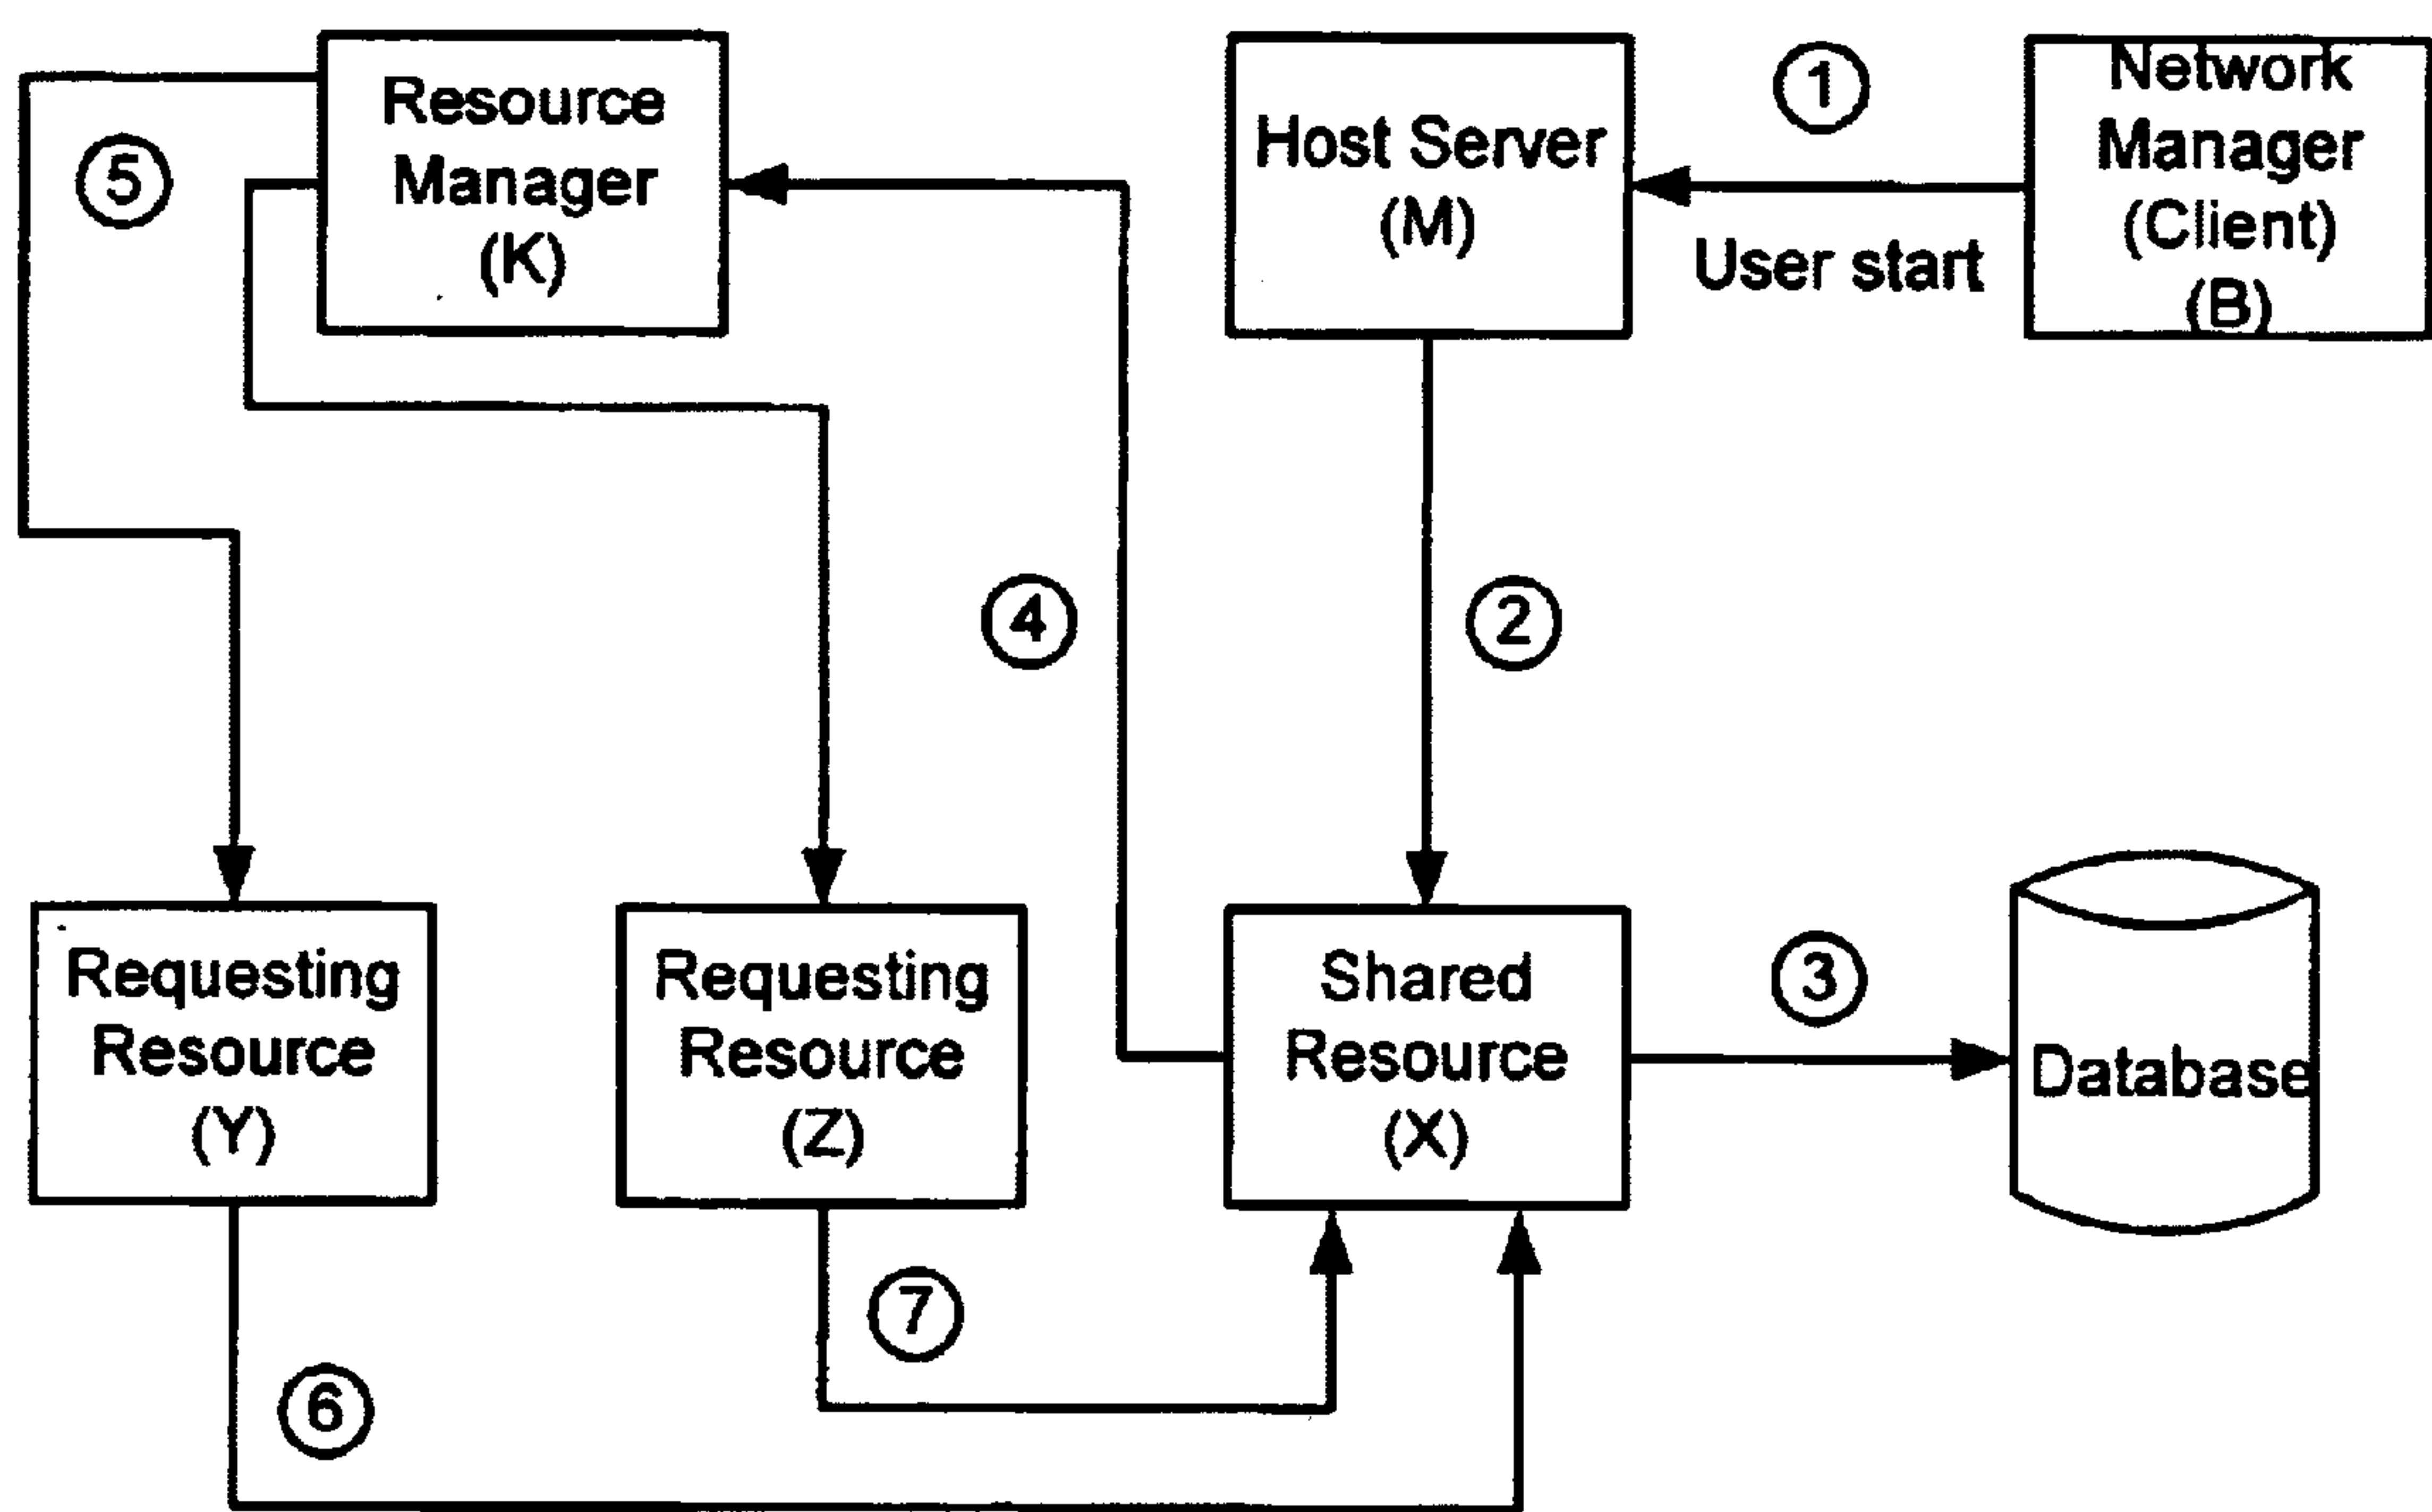 Resource
Manager
(K)
Host Server
(M)
1
User start
Network
Manager
(Client)
(B)
5
4
2
Requesting
Resource
(Y)
Requesting
Resource
(Z)
Shared
Resource
(X)
3
Database
7
6